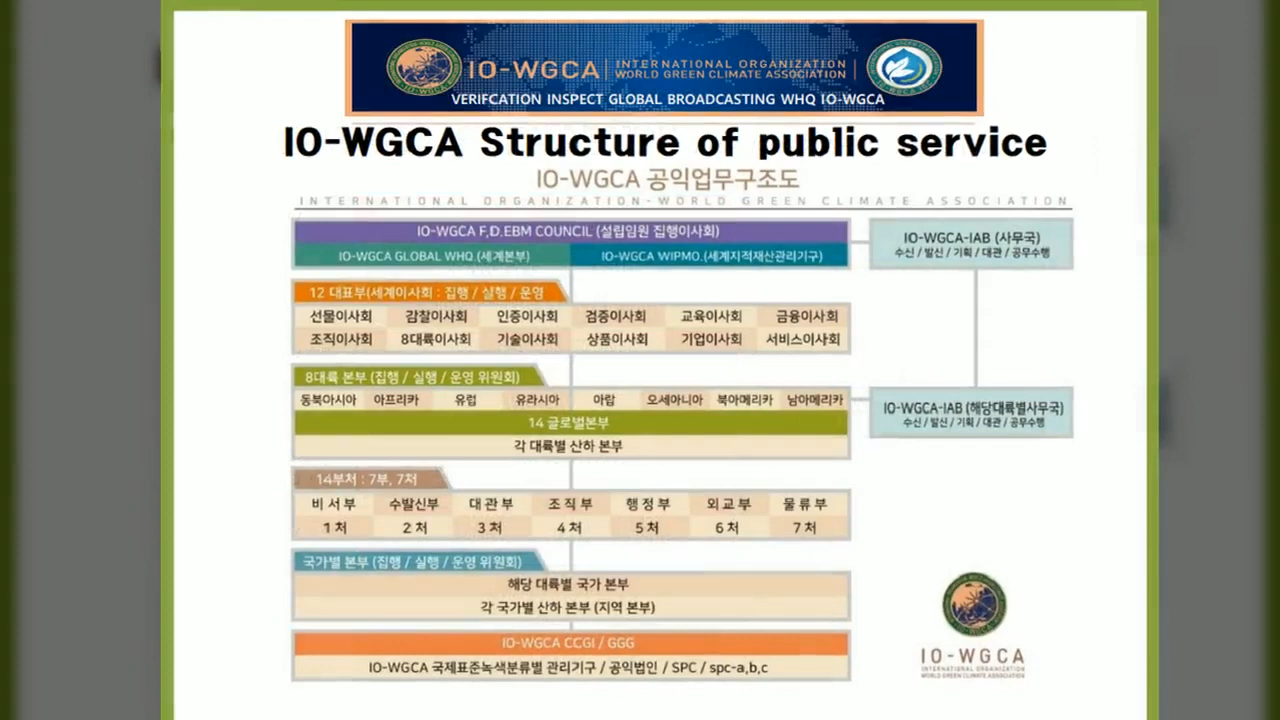 IO-WGCA
INTERNATIONAL ORGANIZATION
WORLD GREEN CLIMATE ASSOCIATION
VERIFCATION INSPECT GLOBAL BROADCASTING WHQ IO-WGCA
IO-WGCA Structure of public service
IO-WGCA 공익업무구조도
INTERNATIONAL ORGANIZATION-WORLD GREEN CLIMATE ASSOCIATION
IO-WGCA F,D.EBM COUNCIL (설립임원 집행이사회)
IO-WGCA GLOBAL WHQ.(세계본부) IO-WGCA WIPMO.(세계지적재산관리기구)
IO-WGCA-IAB (사무국)
수신 / 발신 / 기획 / 대관 / 공무수행
12 대표부(세계이사회 : 집행 / 실행 / 운영
선물이사회 감찰이사회 인증이사회 검증이사회 교육이사회 금융이사회
조직이사회 8대륙이사회 기술이사회 상품이사회 기업이사회 서비스이사회
8대륙 본부 (집행 / 실행 / 운영 위원회)
동북아시아 아프리카 유럽 유라시아 아랍 오세아니아 북아메리카 남아메리카
14 글로벌본부
각 대륙별 산하 본부
IO-WGCA-IAB (해당대륙별사무국)
수신 / 발신 / 기획 / 대관 / 공무수행
14부처 : 7부, 7처
비서부 수발신부 대관부 조직부 행정부 외교부 물류부
1 처 2 처 3 처 4 처 5 처 6 처 7 처
국가별 본부 (집행 / 실행 / 운영 위원회)
해당 대륙별 국가 본부
각 국가별 산하 본부 (지역 본부)
IO-WGCA CCGI / GGG
IO-WGCA 국제표준녹색분류별 관리기구 / 공익법인 / SPC / spc-a,b,c
IO-WGCA
INTERNATIONAL ORGANIZATION
WORLD GREEN CLIMATE ASSOCIATION